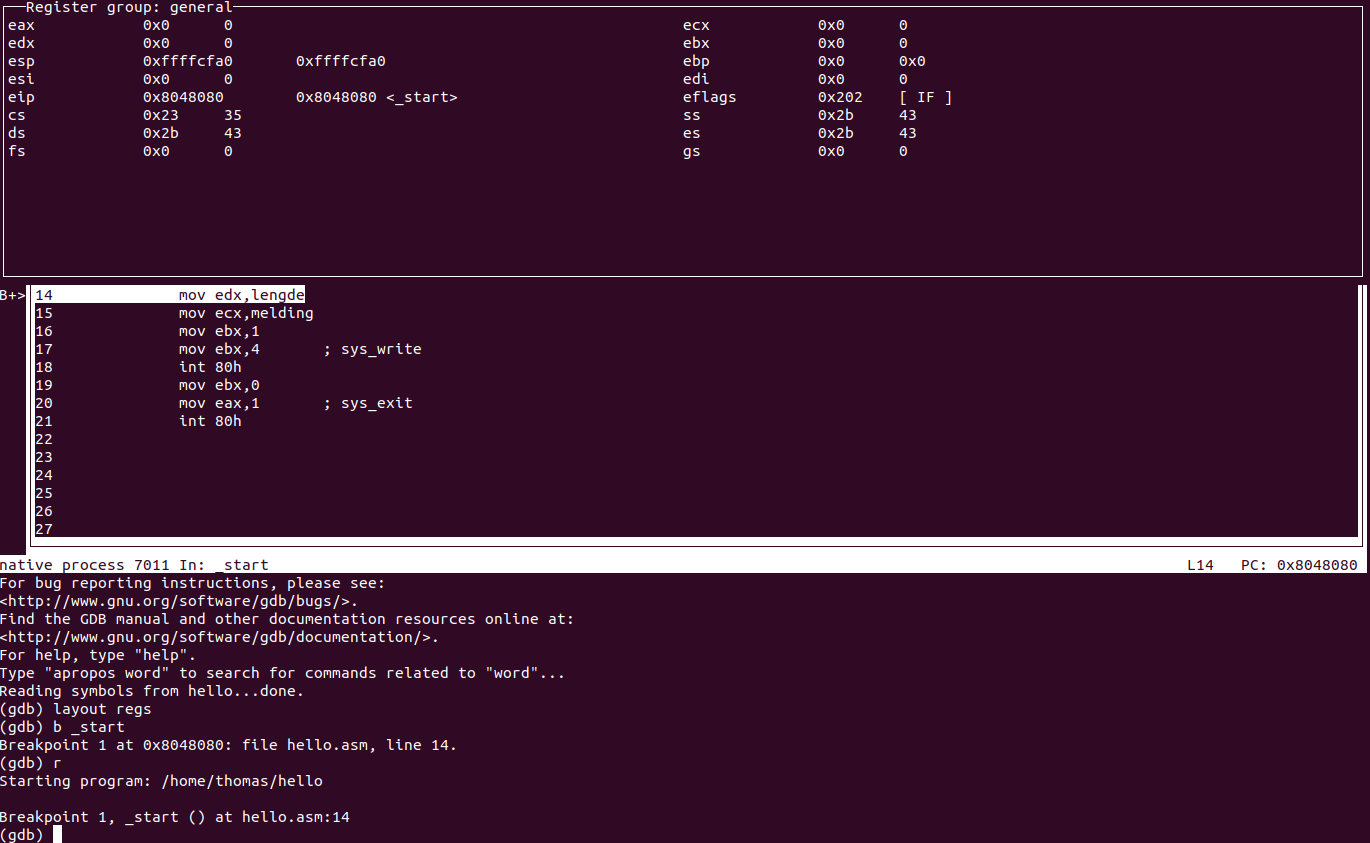 Register group: general
eax 0x0 0 ecx 0x0 0
edx 0x0 0 ebx 0x0 0
esp 0xffffcfa0 0xffffcfa0 ebp 0x0 0x0
esi 0x0 0 edi 0x0 0
eip 0x8048080 0x8048080 <_start> eflags 0x202 [ IF ]
cs 0x23 35 ss 0x2b 43
ds 0x2b 43 es 0x2b 43
fs 0x0 0 gs 0x0 0
B+> 14 mov edx,lengde
15 mov ecx,melding
16 mov ebx,1
17 mov ebx,4 ; sys_write
18 int 80h
19 mov ebx,0
20 mov eax,1 ; sys_exit
21 int 80h
22
23
24
25
26
27
native process 7011 In: _start L14 PC: 0x8048080
For bug reporting instructions, please see:
<http://www.gnu.org/software/gdb/bugs/>.
Find the GDB manual and other documentation resources online at:
<http://www.gnu.org/software/gdb/documentation/>.
For help, type "help".
Type "apropos word" to search for commands related to "word"...
Reading symbols from hello...done.
(gdb) layout regs
(gdb) b _start
Breakpoint 1 at 0x8048080: file hello.asm, line 14.
(gdb) r
Starting program: /home/thomas/hello
Breakpoint 1, _start () at hello.asm:14
(gdb)